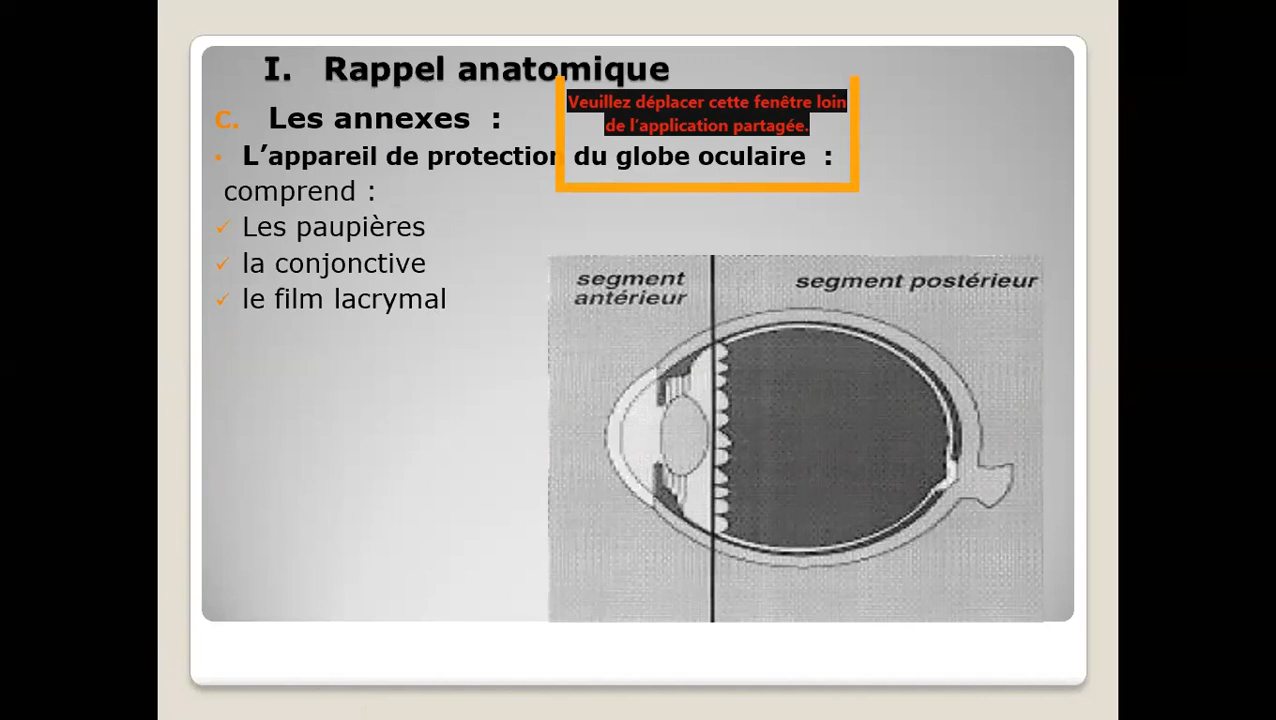 I. Rappel anatomique
Veuillez déplacer cette fenêtre loin
de l'application partagée.
C. Les annexes :
• L’appareil de protection du globe oculaire :
comprend :
✓ Les paupières
✓ la conjonctive
✓ le film lacrymal
segment
antérieur
segment postérieur